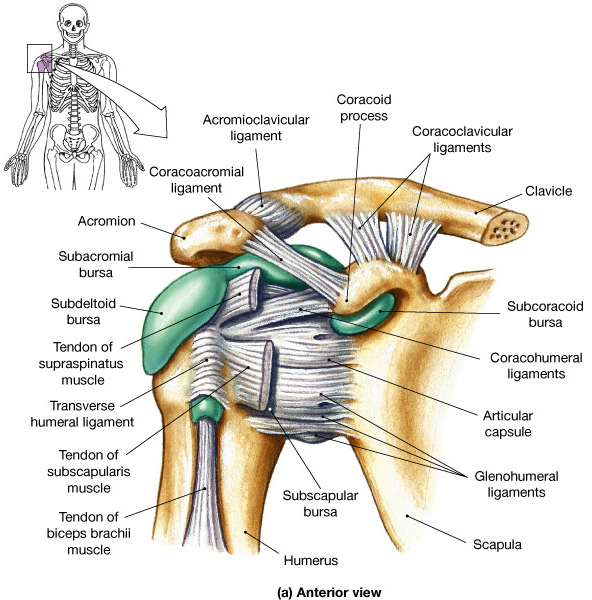 Coracoid
process
Acromioclavicular
ligament
Coracoclavicular
ligaments
Coracoacromial
ligament
Clavicle
Acromion
Subacromial
bursa
Subdeltoid
bursa
Subcoracoid
bursa
Tendon of
supraspinatus
muscle
Coracohumeral
ligaments
Transverse
humeral ligament
Articular
capsule
Tendon of
subscapularis
muscle
Glenohumeral
ligaments
Subscapular
bursa
Tendon of
biceps brachii
muscle
Scapula
Humerus
(a) Anterior view